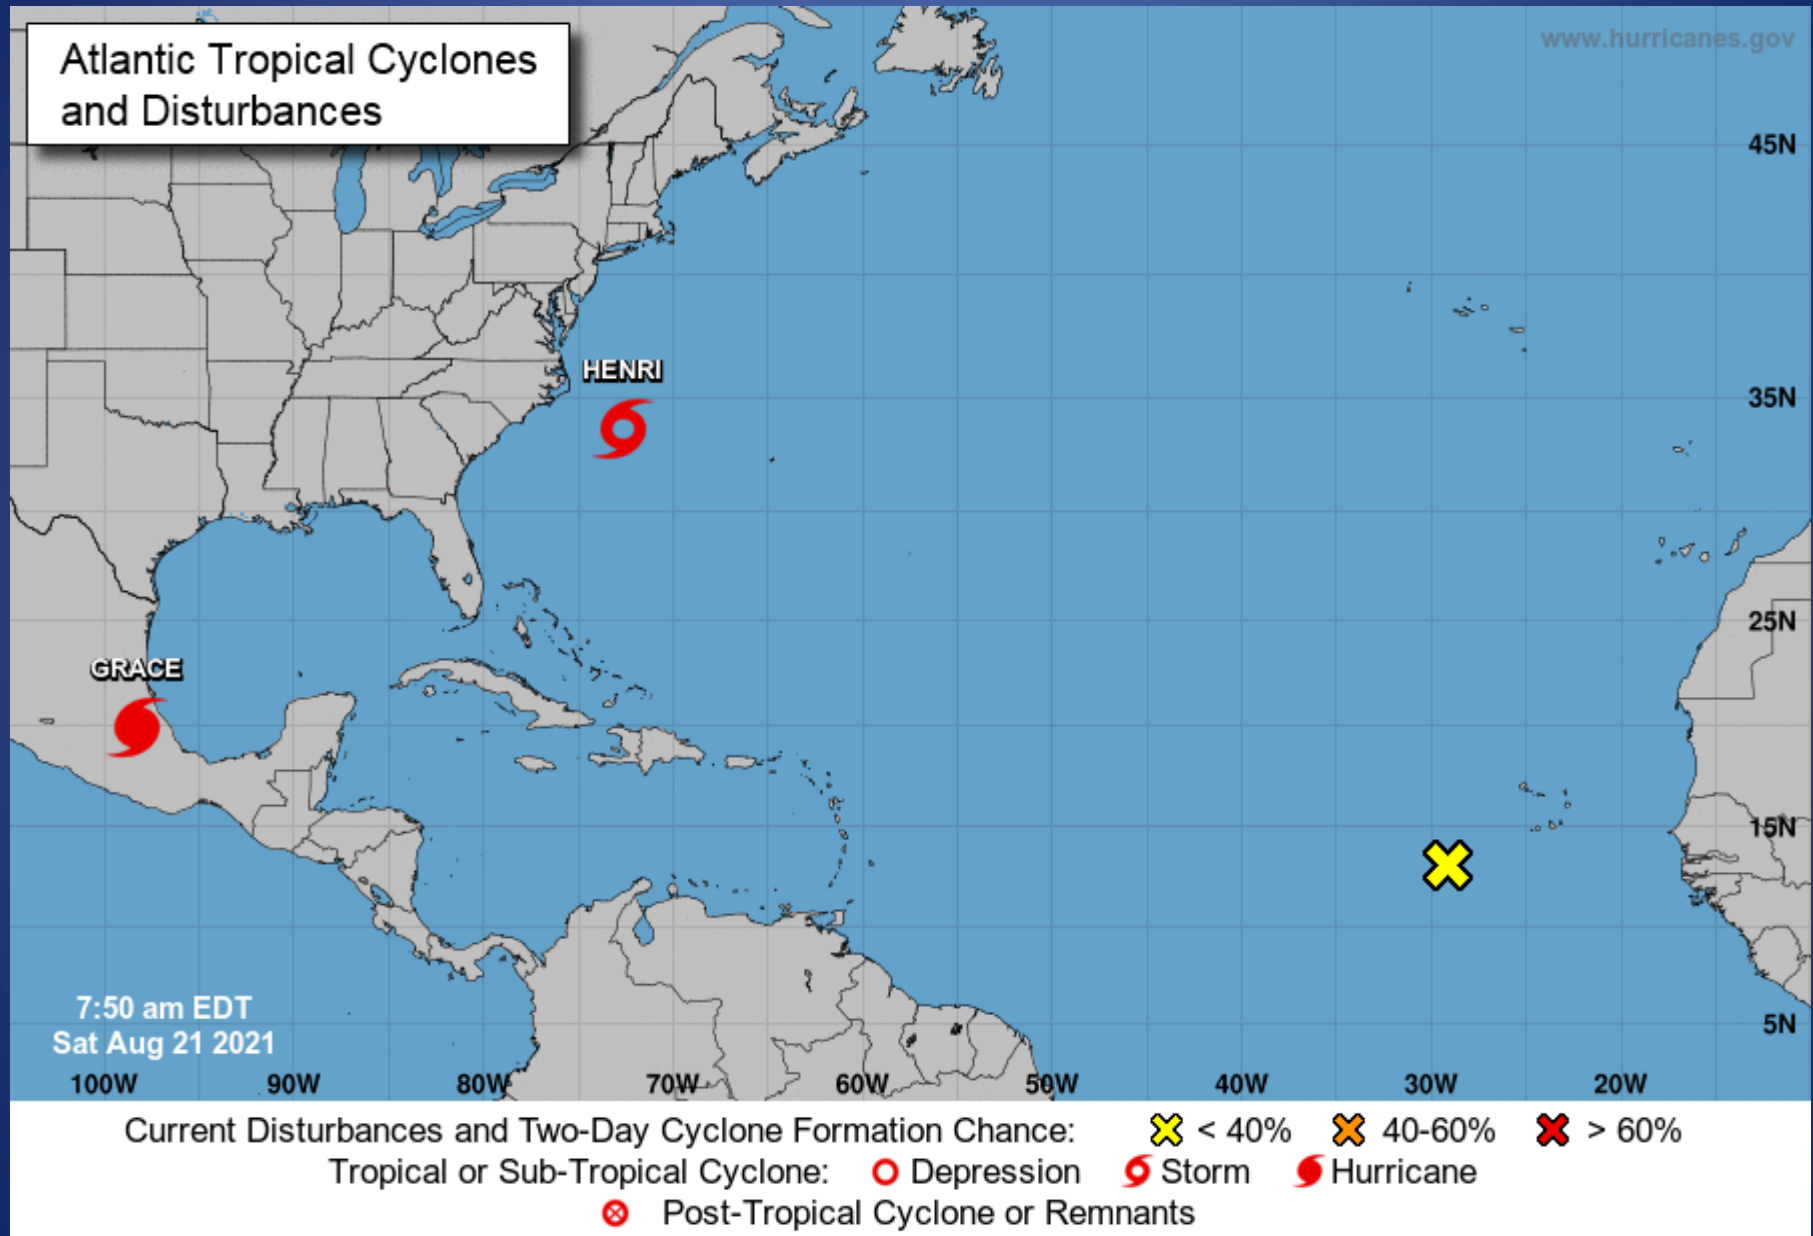 Atlantic Tropical Cyclones
and Disturbances
www.hurricanes.gov
45N
HENRI
35N
25N
GRACE
15N
7:50 am EDT
Sat Aug 21 2021
5N
100W 90W 80W 70W 60W 50W 40W 30W 20W
Current Disturbances and Two-Day Cyclone Formation Chance: < 40% 40-60% > 60%
Tropical or Sub-Tropical Cyclone: Depression Storm Hurricane
Post-Tropical Cyclone or Remnants